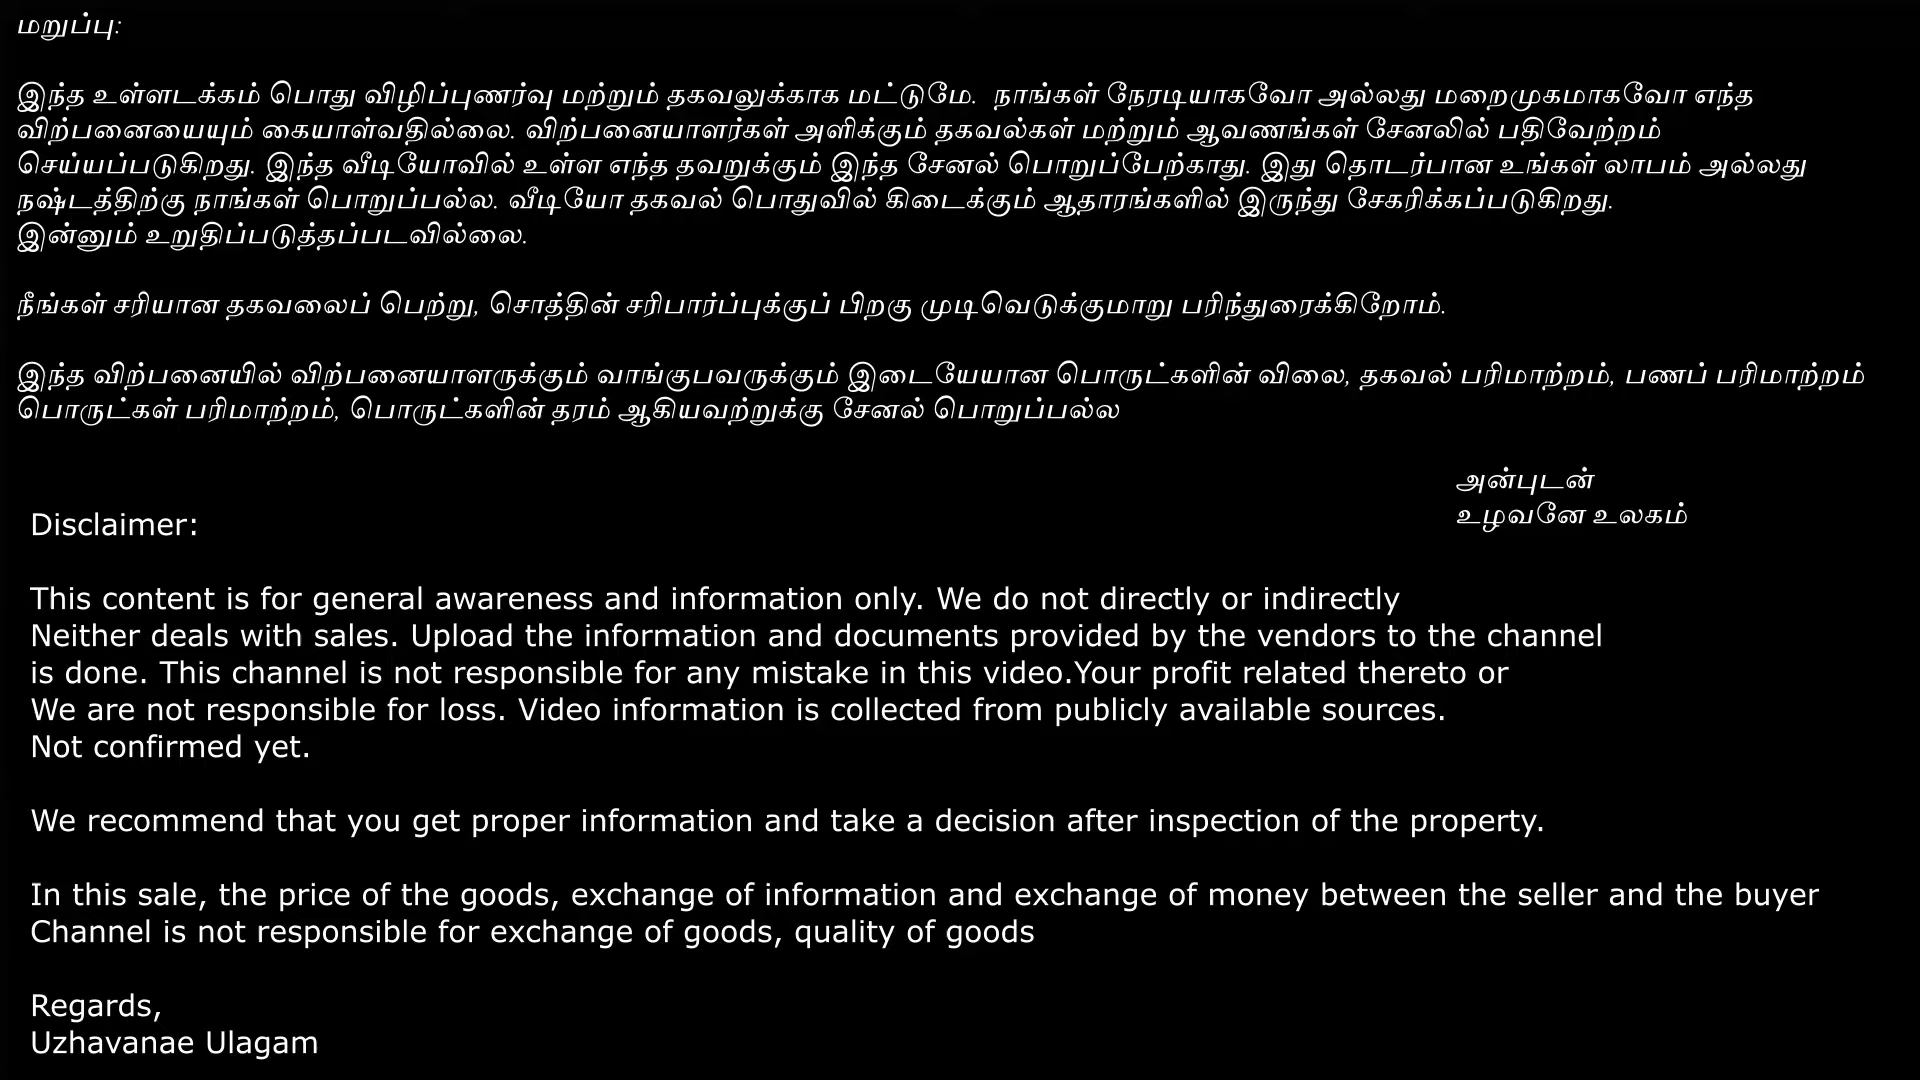 மறுப்பு:
இந்த உள்ளடக்கம் பொது விழிப்புணர்வு மற்றும் தகவலுக்காக மட்டுமே. நாங்கள் நேரடியாகவோ அல்லது மறைமுகமாகவோ எந்த
விற்பனையையும் கையாள்வதில்லை. விற்பனையாளர்கள் அளிக்கும் தகவல்கள் மற்றும் ஆவணங்கள் சேனலில் பதிவேற்றம்
செய்யப்படுகிறது. இந்த வீடியோவில் உள்ள எந்த தவறுக்கும் இந்த சேனல் பொறுப்பேற்காது. இது தொடர்பான உங்கள் லாபம் அல்லது
நஷ்டத்திற்கு நாங்கள் பொறுப்பல்ல. வீடியோ தகவல் பொதுவில் கிடைக்கும் ஆதாரங்களில் இருந்து சேகரிக்கப்படுகிறது.
இன்னும் உறுதிப்படுத்தப்படவில்லை.
நீங்கள் சரியான தகவலைப் பெற்று, சொத்தின் சரிபார்ப்புக்குப் பிறகு முடிவெடுக்குமாறு பரிந்துரைக்கிறோம்.
இந்த விற்பனையில் விற்பனையாளருக்கும் வாங்குபவருக்கும் இடையேயான பொருட்களின் விலை, தகவல் பரிமாற்றம், பணப் பரிமாற்றம்
பொருட்கள் பரிமாற்றம், பொருட்களின் தரம் ஆகியவற்றுக்கு சேனல் பொறுப்பல்ல
அன்புடன்
உழவனே உலகம்
Disclaimer:
This content is for general awareness and information only. We do not directly or indirectly
Neither deals with sales. Upload the information and documents provided by the vendors to the channel
is done. This channel is not responsible for any mistake in this video.Your profit related thereto or
We are not responsible for loss. Video information is collected from publicly available sources.
Not confirmed yet.
We recommend that you get proper information and take a decision after inspection of the property.
In this sale, the price of the goods, exchange of information and exchange of money between the seller and the buyer
Channel is not responsible for exchange of goods, quality of goods
Regards,
Uzhavanae Ulagam